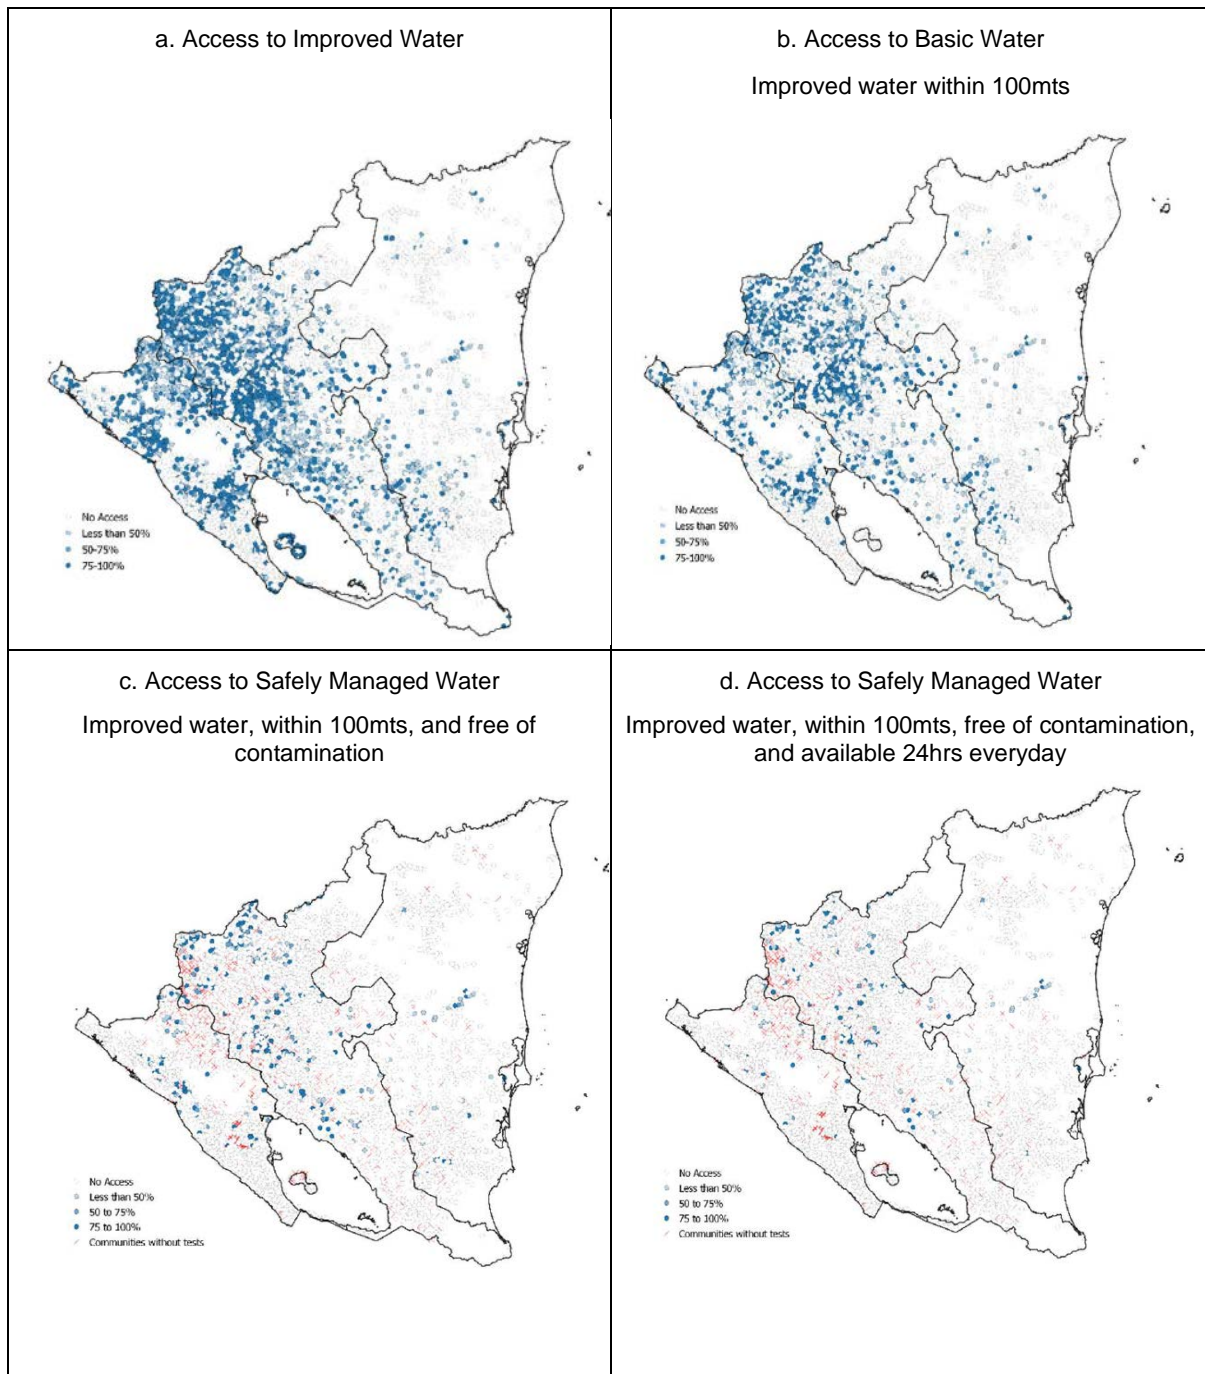 a. Access to Improved Water
No Access
Less than 50%
50-75%
75-100%
b. Access to Basic Water
Improved water within 100mts
No Access
Less than 50%
50-75%
75-100%
c. Access to Safely Managed Water
Improved water, within 100mts, and free of
contamination
No Access
Less than 50%
50 to 75%
75 to 100%
Communities without tests
d. Access to Safely Managed Water
Improved water, within 100mts, free of contamination,
and available 24hrs everyday
No Access
Less than 50%
50 to 75%
75 to 100%
Communities without tests